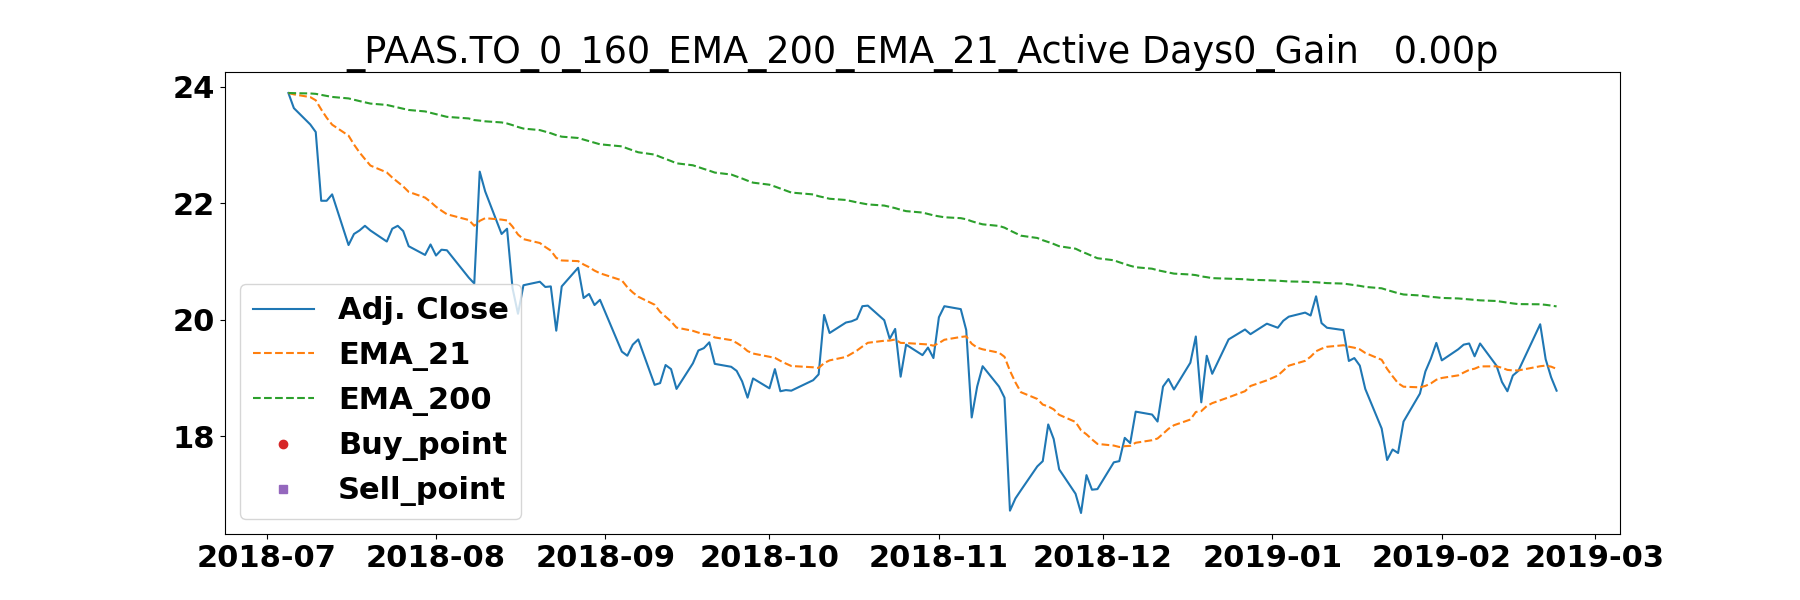 _PAAS.TO_0_160_EMA_200_EMA_21_Active Days0_Gain   0.00p
24
22
20
18
Adj. Close
EMA_21
EMA_200
Buy_point
Sell_point
2018-07 2018-08 2018-09 2018-10 2018-11 2018-12 2019-01 2019-02 2019-03